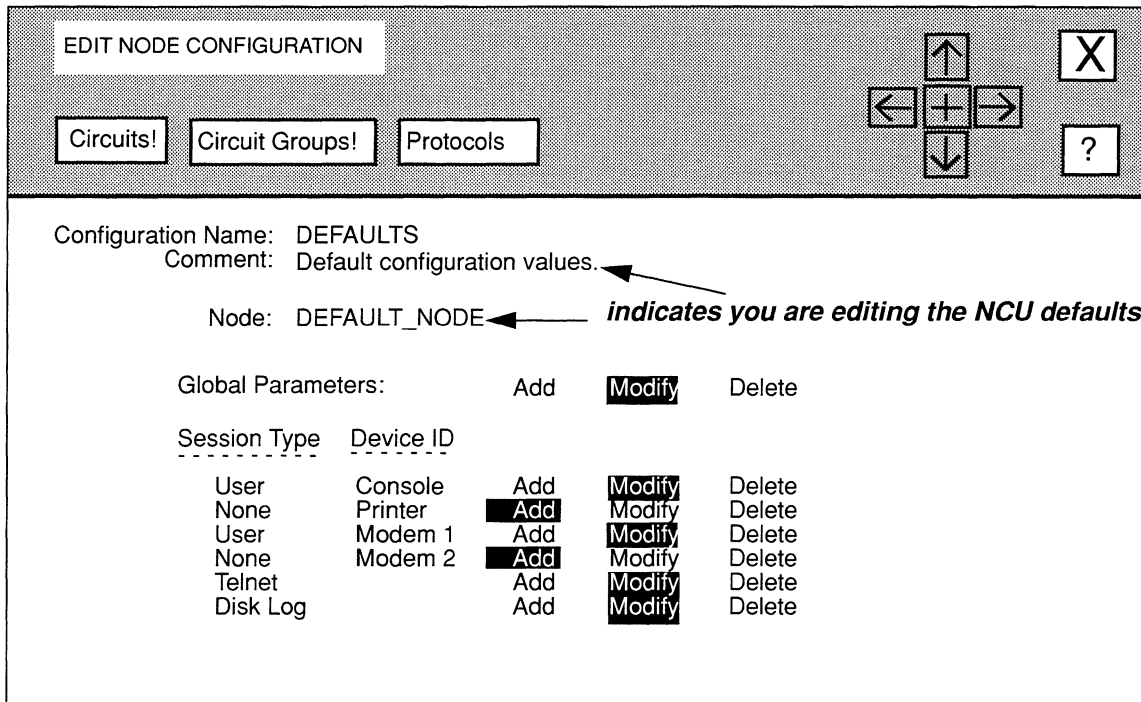 EDIT NODE CONFIGURATION
X
Circuits! Circuit Groups! Protocols
?
Configuration Name: DEFAULTS
Comment: Default configuration values.
Node: DEFAULT_NODE
indicates you are editing the NCU defaults
Global Parameters: Add Modify Delete
Session Type Device ID
User Console Add Modify Delete
None Printer Add Modify Delete
User Modem 1 Add Modify Delete
None Modem 2 Add Modify Delete
Telnet Add Modify Delete
Disk Log Add Modify Delete